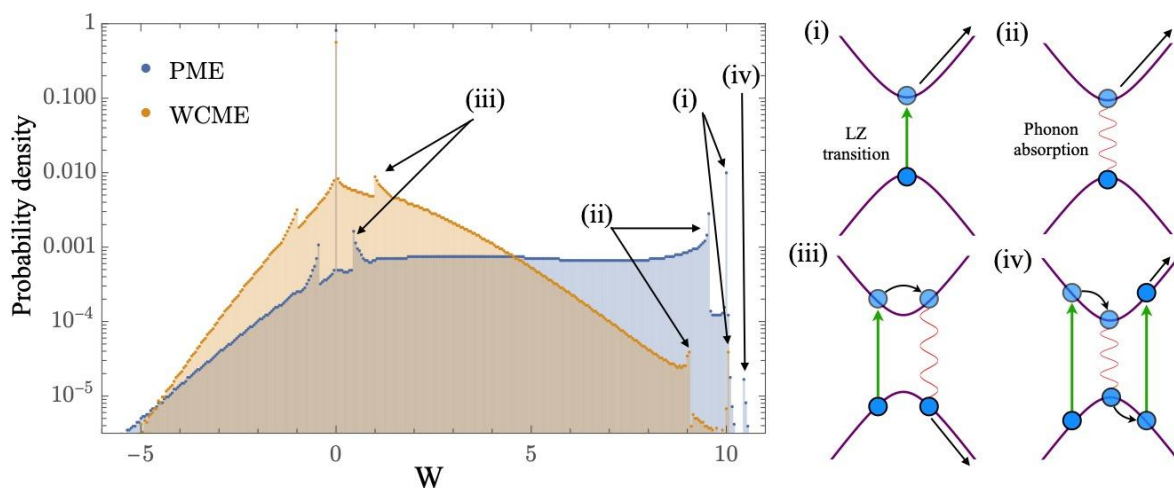 1
0.100
0.010
0.001
10⁻⁴
10⁻⁵
Probability density
PME
WCME
(iii)
(i)
(iv)
(ii)
−5
0
5
10
W
(i)
LZ
transition
(ii)
Phonon
absorption
(iii)
(iv)